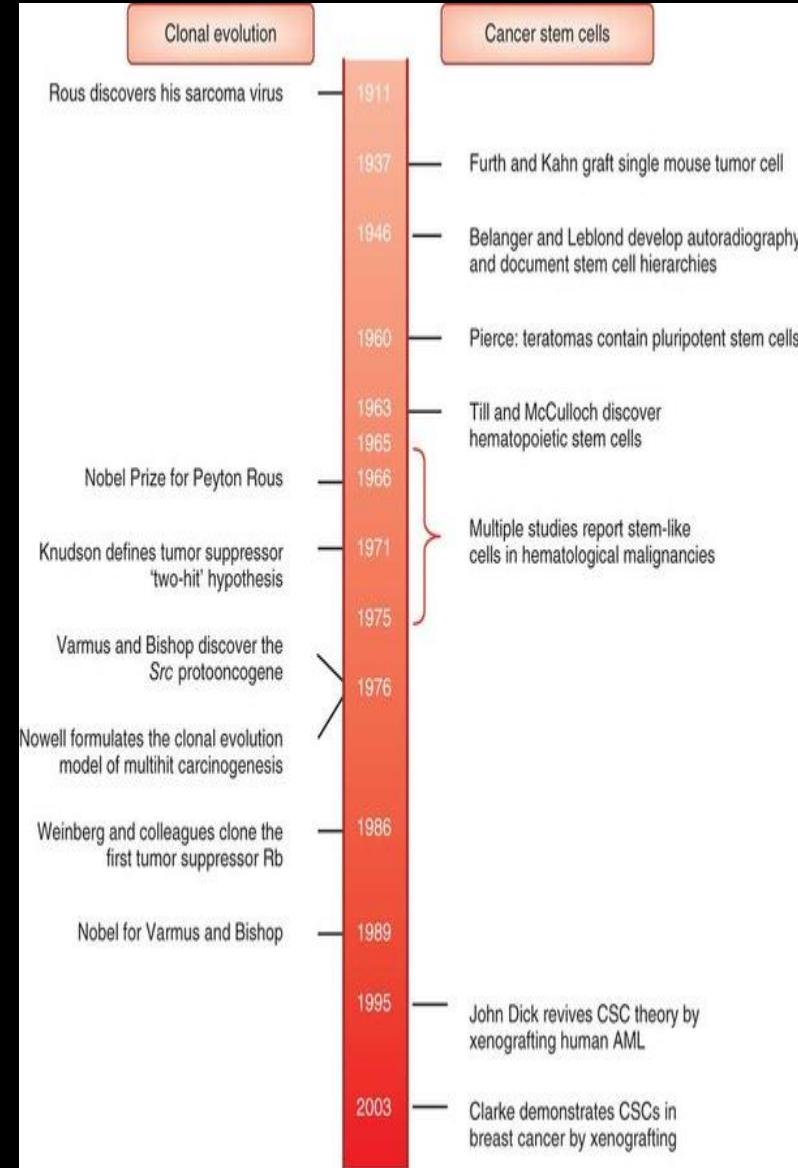 Clonal evolution
Cancer stem cells
Rous discovers his sarcoma virus
1911
1937
Furth and Kahn graft single mouse tumor cell
1946
Belanger and Leblond develop autoradiography
and document stem cell hierarchies
1960
Pierce: teratomas contain pluripotent stem cells
1963
Till and McCulloch discover
hematopoietic stem cells
1965
Nobel Prize for Peyton Rous
1966
Multiple studies report stem-like
cells in hematological malignancies
Knudson defines tumor suppressor
‘two-hit’ hypothesis
1971
1975
Varmus and Bishop discover the
Src protooncogene
1976
Nowell formulates the clonal evolution
model of multihit carcinogenesis
Weinberg and colleagues clone the
first tumor suppressor Rb
1986
Nobel for Varmus and Bishop
1989
1995
John Dick revives CSC theory by
xenografting human AML
2003
Clarke demonstrates CSCs in
breast cancer by xenografting